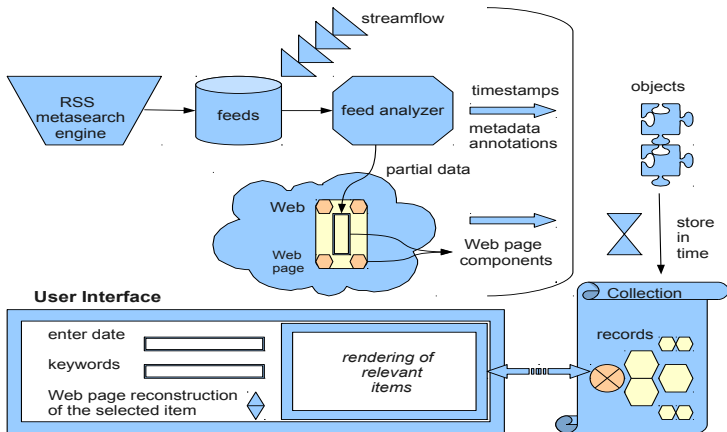 streamflow
RSS
metasearch
engine
feeds
feed analyzer
timestamps
metadata
annotations
objects
partial data
Web
Web
page
Web page
components
store
in
time
User Interface
Collection
enter date
keywords
Web page reconstruction
of the selected item
rendering of
relevant
items
records